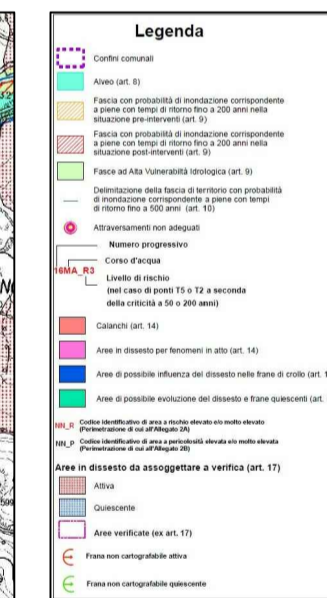 Legenda
Confini comunali
Alveo (art. 8)
Fascia con probabilità di inondazione corrispondente
a piene con tempi di ritorno fino a 200 anni nella
situazione pre-interventi (art. 9)
Fascia con probabilità di inondazione corrispondente
a piene con tempi di ritorno fino a 200 anni nella
situazione post-interventi (art. 9)
Fasce ad Alta Vulnerabilità Idrologica (art. 9)
Delimitazione della fascia di territorio con probabilità
di inondazione corrispondente a piene con tempi
di ritorno fino a 500 anni (art. 10)
Attraversamenti non adeguati
Numero progressivo
Corso d'acqua
16MA_R3
Livello di rischio
(nel caso di ponti T5 o T2 a seconda
della criticità a 50 o 200 anni)
Calanchi (art. 14)
Aree in dissesto per fenomeni in atto (art. 14)
Aree di possibile influenza del dissesto nelle frane di crollo (art. 1
Aree di possibile evoluzione del dissesto e frane quiescenti (art.
NN_R Codice identificativo di area a rischio elevato e/o molto elevato
(Perimetrazione di cui all'Allegato 2A)
NN_P Codice identificativo di area a pericolosità elevata e/o molto elevata
(Perimetrazione di cui all'Allegato 2B)
Aree in dissesto da assoggettare a verifica (art. 17)
Attiva
Quiescente
Aree verificate (ex art. 17)
Frana non cartografabile attiva
Frana non cartografabile quiescente